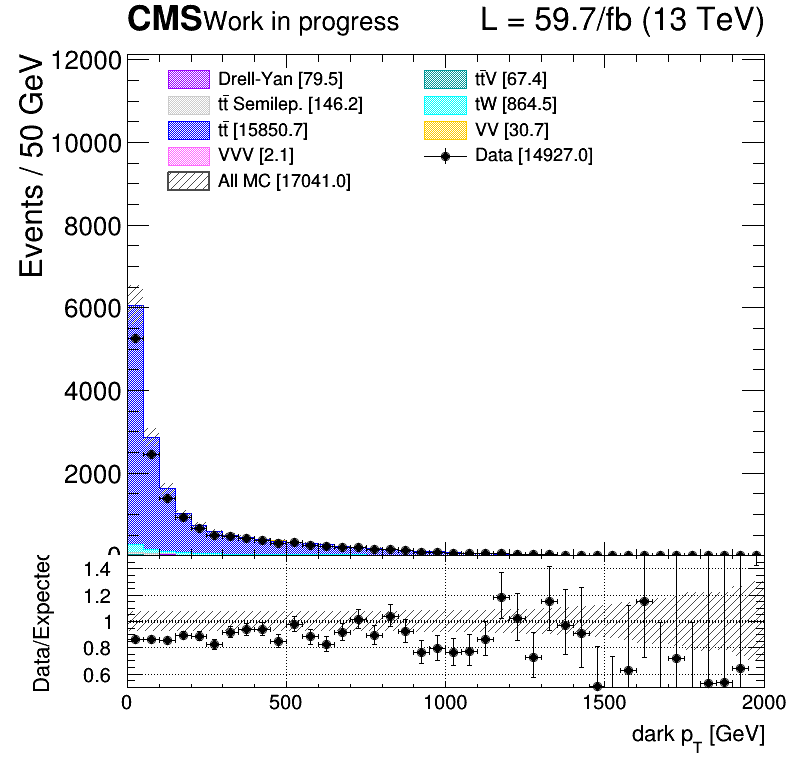 CMS Work in progress L = 59.7/fb (13 TeV)
Events / 50 GeV
12000
10000
8000
6000
4000
2000
0
Drell-Yan [79.5]
tt̄ Semilep. [146.2]
tt̄ [15850.7]
VVV [2.1]
All MC [17041.0]
tt̄V [67.4]
tW [864.5]
VV [30.7]
Data [14927.0]
Data/Expected
1.4
1.2
1
0.8
0.6
0 500 1000 1500 2000
dark p_T [GeV]